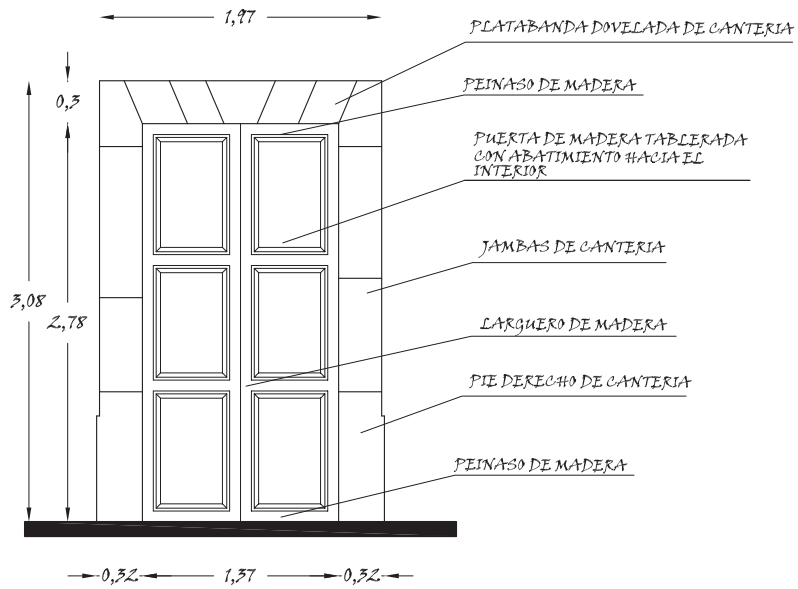 1,97
PLATABANDA DOVELADA DE CANTERIA
PEINASO DE MADERA
0,3
PUERTA DE MADERA TABLERADA
CON ABATIMIENTO HACIA EL
INTERIOR
JAMBAS DE CANTERIA
3,08
2,78
LARGUERO DE MADERA
PIE DERECHO DE CANTERIA
PEINASO DE MADERA
0,32
1,37
0,32